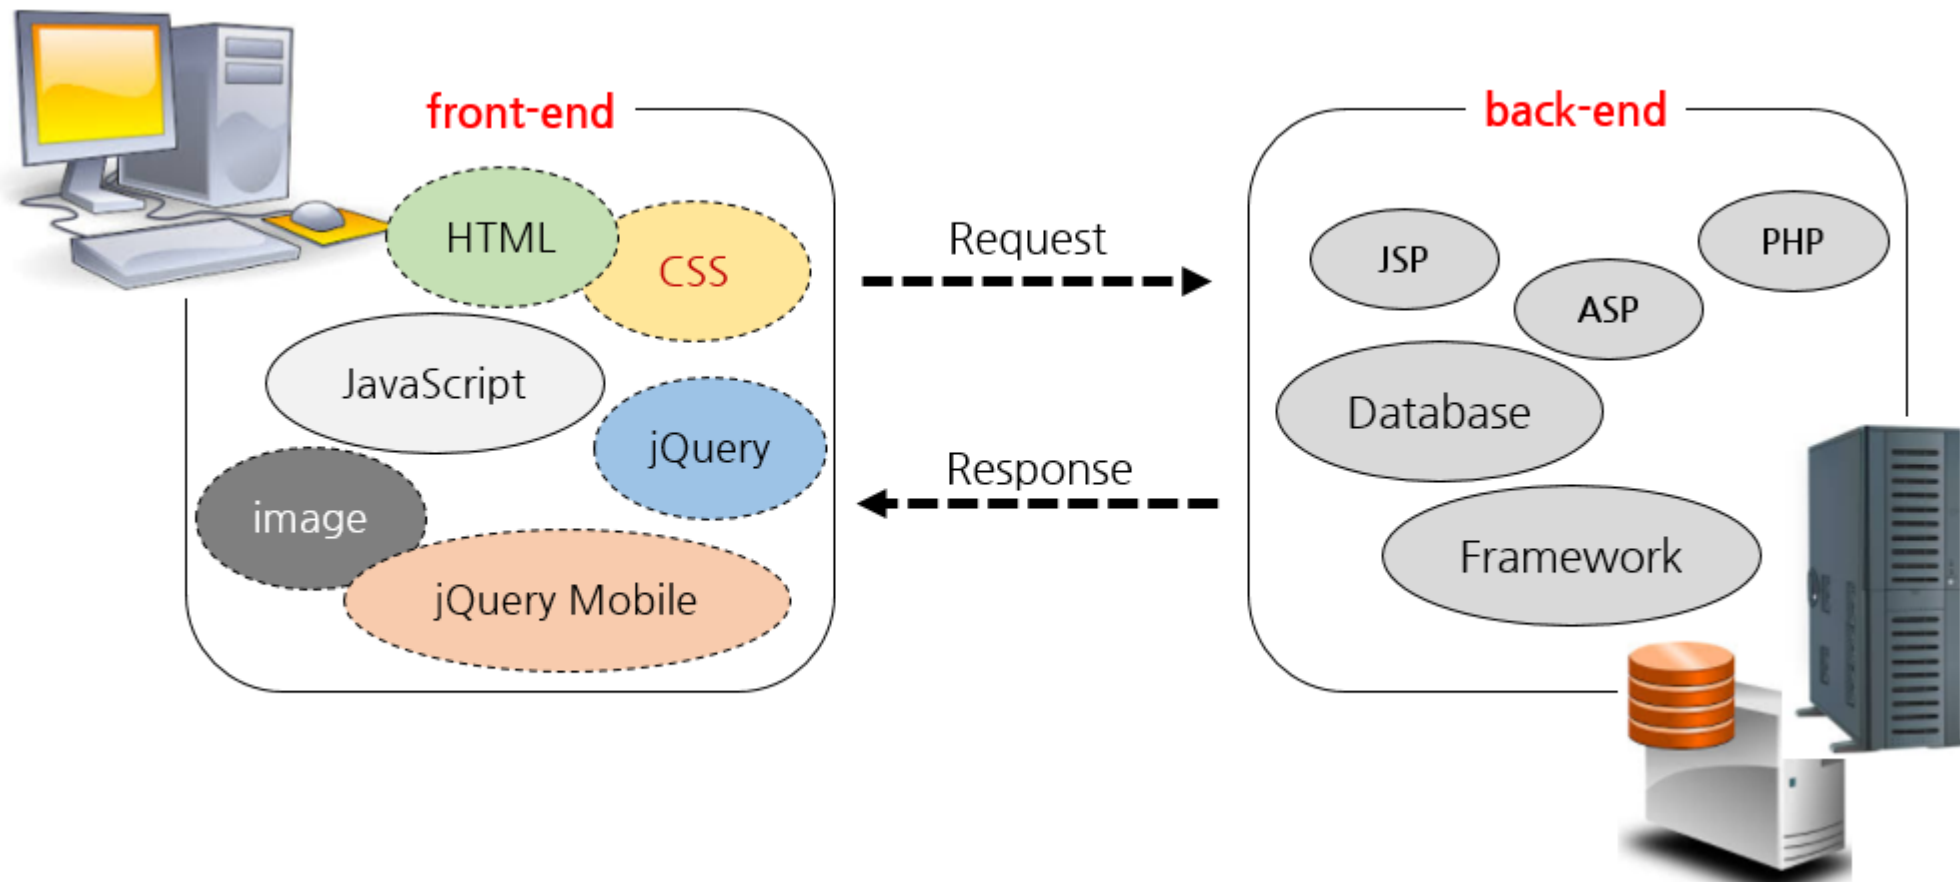 front-end
HTML
CSS
JavaScript
jQuery
image
jQuery Mobile
Request
Response
back-end
JSP
PHP
ASP
Database
Framework